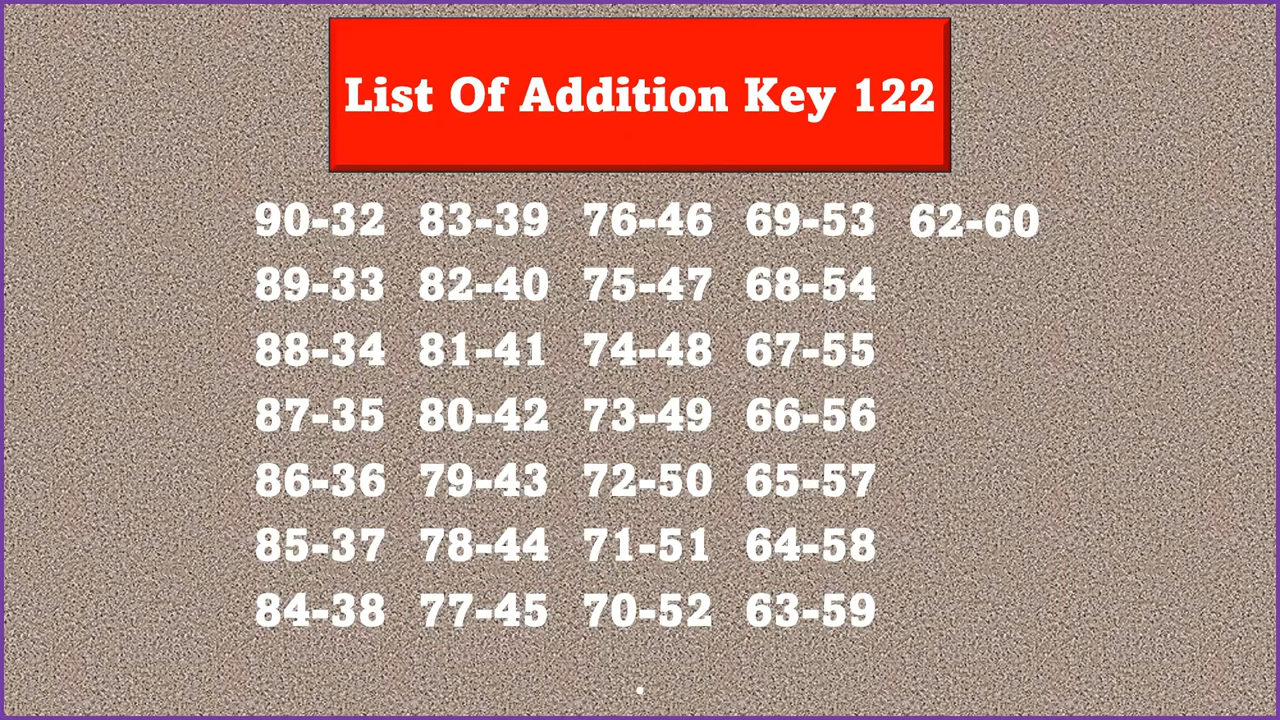 List Of Addition Key 122
90-32 83-39 76-46 69-53 62-60
89-33 82-40 75-47 68-54
88-34 81-41 74-48 67-55
87-35 80-42 73-49 66-56
86-36 79-43 72-50 65-57
85-37 78-44 71-51 64-58
84-38 77-45 70-52 63-59
.